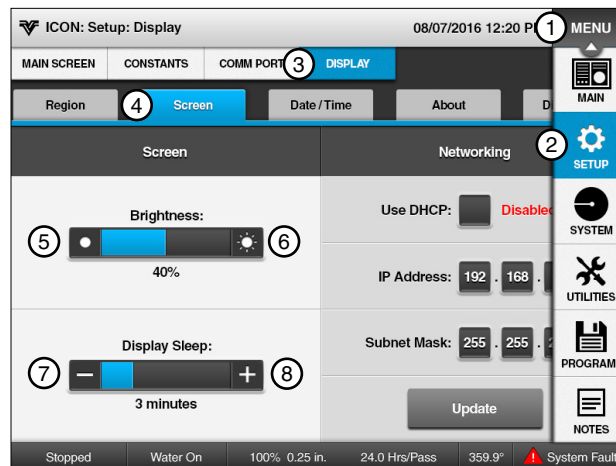 ICON: Setup: Display 08/07/2016 12:20 P 1 MENU
MAIN SCREEN CONSTANTS COMM PORT 3 DISPLAY
MAIN
Region 4 Screen Date/Time About D
Screen Networking 2 SETUP
Brightness: Use DHCP: Disabled
SYSTEM
5 6
40% IP Address: 192 . 168 .
UTILITIES
Display Sleep: Subnet Mask: 255 . 255 . 2
7 8 PROGRAM
3 minutes Update
NOTES
Stopped Water On 100% 0.25 in. 24.0 Hrs/Pass 359.9° System Fault